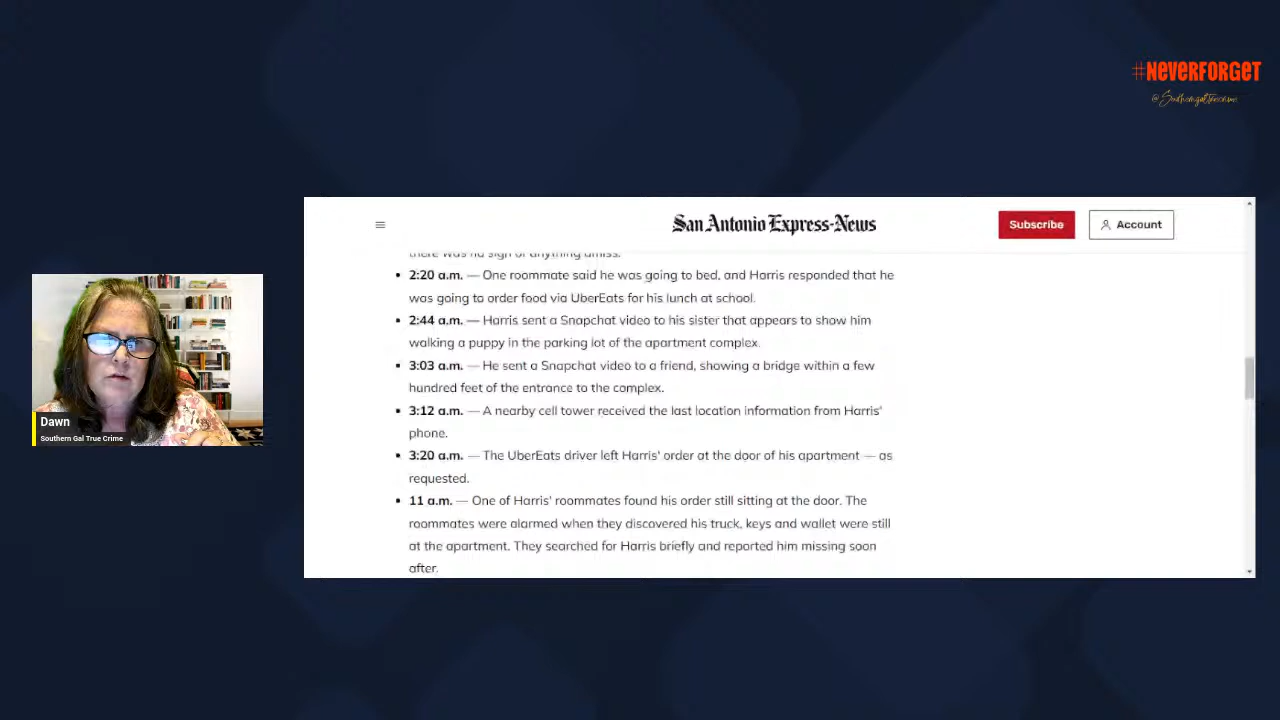 #NEVERFORGET
@Southerngaltruecrime
San Antonio Express-News
Subscribe
Account
there was no sign of anything amiss.
• 2:20 a.m. — One roommate said he was going to bed, and Harris responded that he
was going to order food via UberEats for his lunch at school.
• 2:44 a.m. — Harris sent a Snapchat video to his sister that appears to show him
walking a puppy in the parking lot of the apartment complex.
• 3:03 a.m. — He sent a Snapchat video to a friend, showing a bridge within a few
hundred feet of the entrance to the complex.
• 3:12 a.m. — A nearby cell tower received the last location information from Harris'
phone.
• 3:20 a.m. — The UberEats driver left Harris' order at the door of his apartment — as
requested.
• 11 a.m. — One of Harris' roommates found his order still sitting at the door. The
roommates were alarmed when they discovered his truck, keys and wallet were still
at the apartment. They searched for Harris briefly and reported him missing soon
after.
Dawn
Southern Gal True Crime